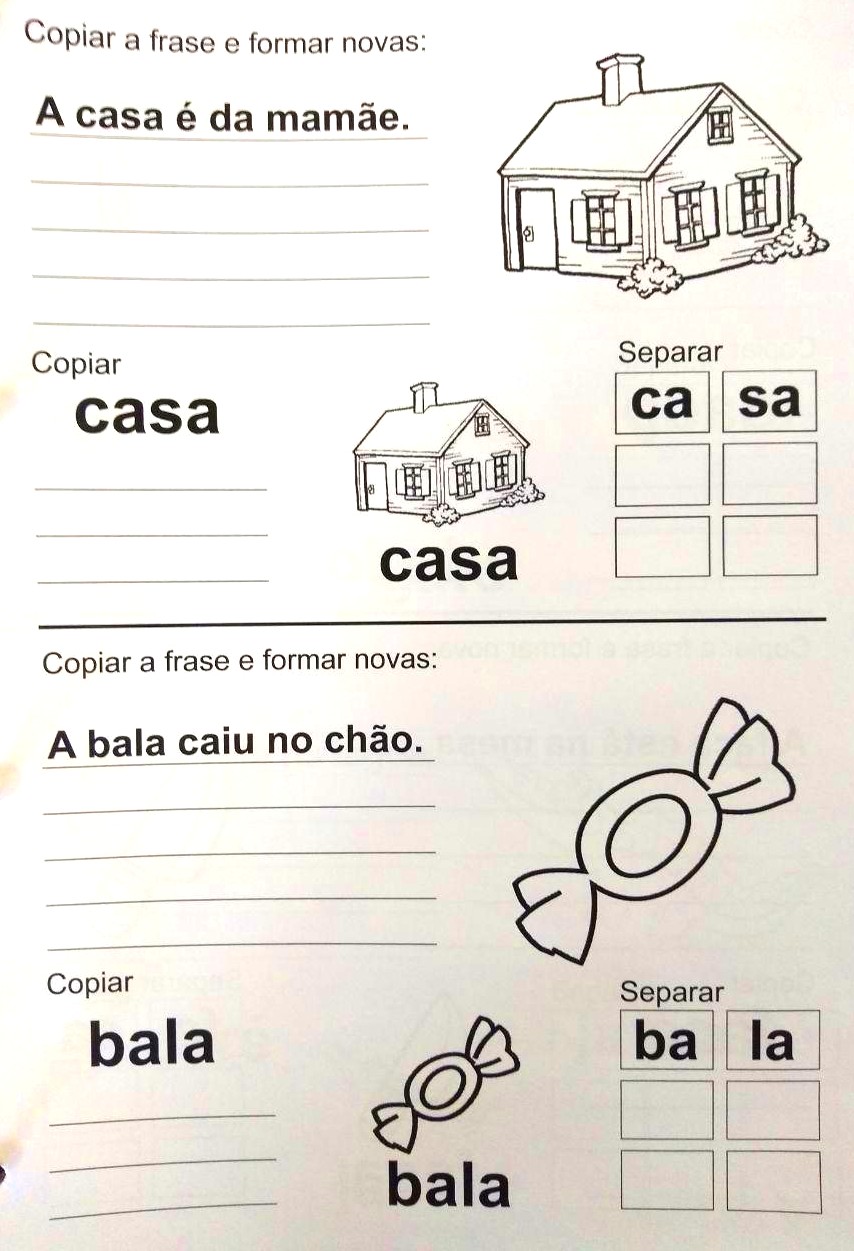 Copiar a frase e formar novas:
A casa é da mamãe.
Copiar
casa
casa
Separar
ca sa
Copiar a frase e formar novas:
A bala caiu no chão.
Copiar
bala
bala
Separar
ba la